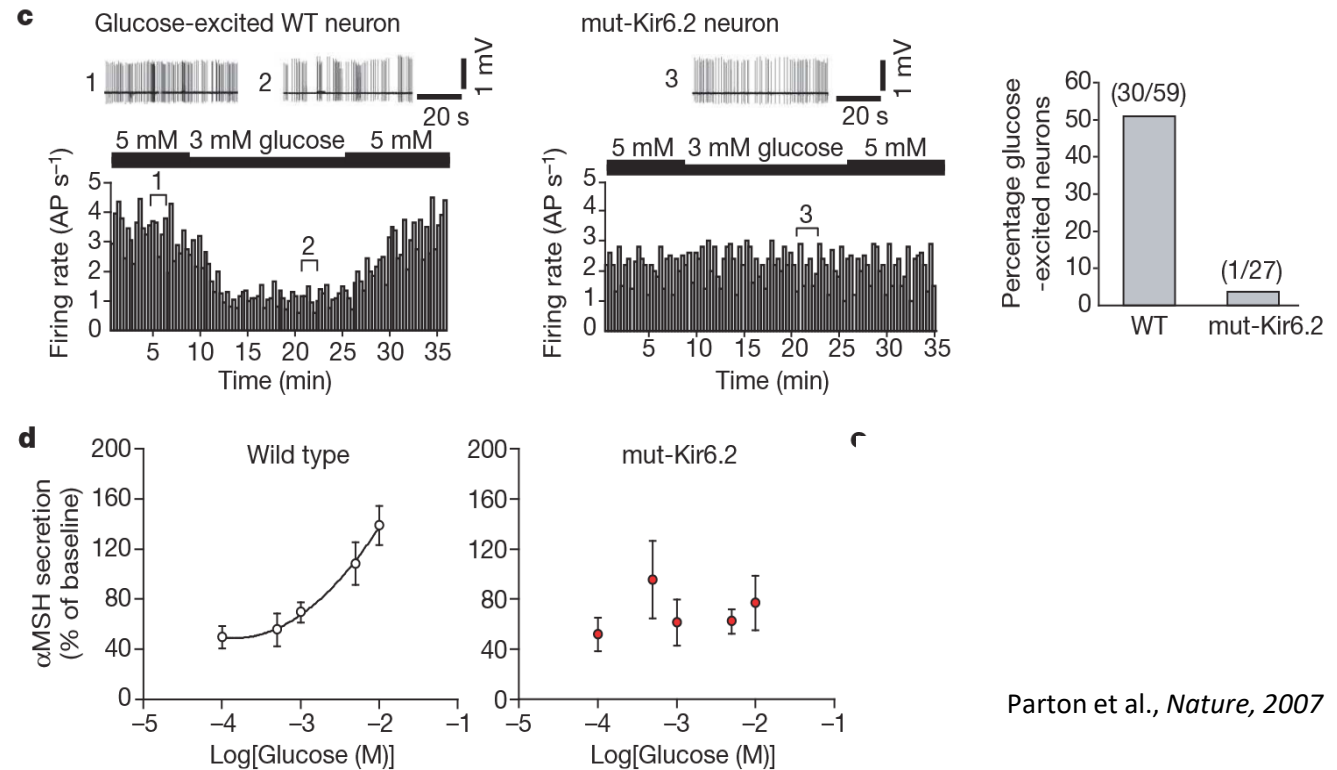 c
Glucose-excited WT neuron
1
2
1 mV
20 s
5 mM 3 mM glucose 5 mM
Firing rate (AP s⁻¹)
5
4
3
2
1
0
1
2
5 10 15 20 25 30 35
Time (min)
mut-Kir6.2 neuron
3
1 mV
20 s
5 mM 3 mM glucose 5 mM
Firing rate (AP s⁻¹)
5
4
3
2
1
0
3
5 10 15 20 25 30 35
Time (min)
Percentage glucose
-excited neurons
60
50
40
30
20
10
0
(30/59)
(1/27)
WT mut-Kir6.2
d
αMSH secretion
(% of baseline)
200
160
120
80
40
0
Wild type
–5 –4 –3 –2 –1
Log[Glucose (M)]
200
160
120
80
40
0
mut-Kir6.2
–5 –4 –3 –2 –1
Log[Glucose (M)]
Parton et al., Nature, 2007